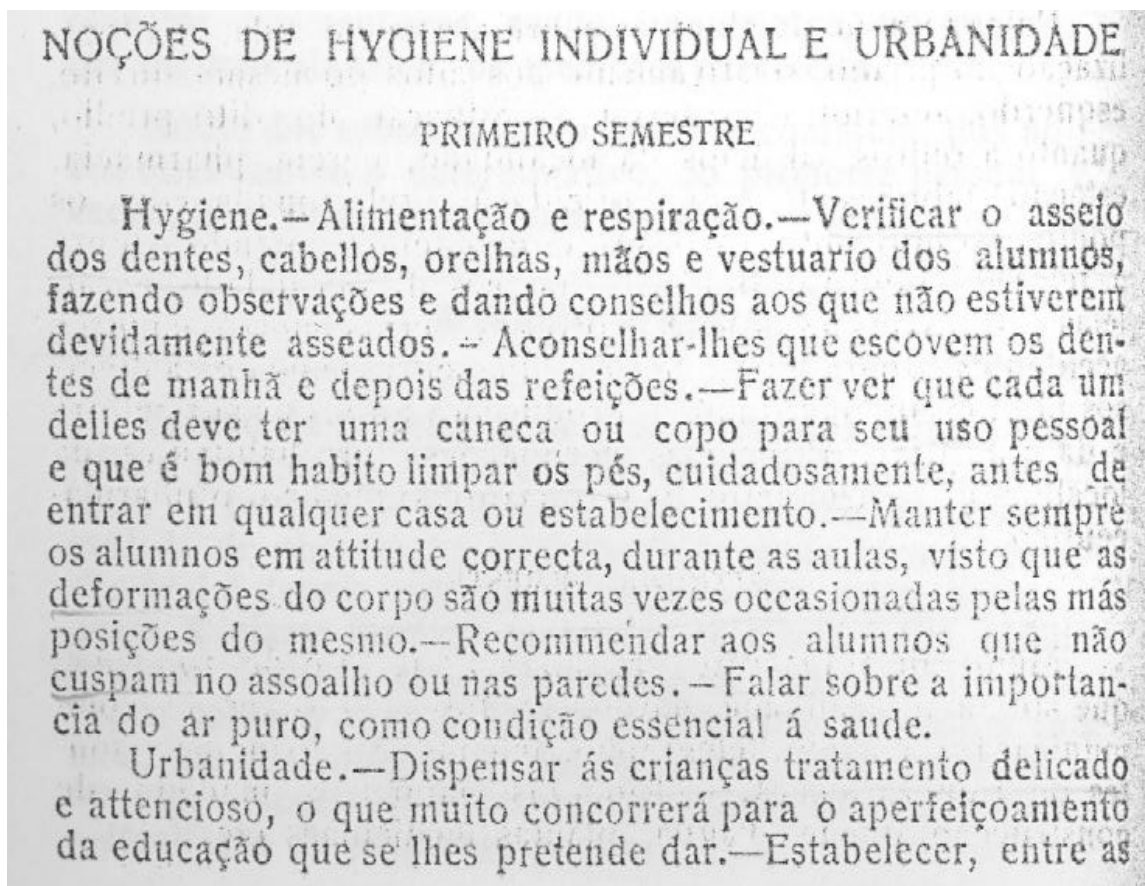 NOÇÕES DE HYGIENE INDIVIDUAL E URBANIDADE
PRIMEIRO SEMESTRE
Hygiene.—Alimentação e respiração.—Verificar o asseio
dos dentes, cabellos, orelhas, mãos e vestuario dos alumnos,
fazendo observações e dando conselhos aos que não estiverem
devidamente asseados. – Aconselhar-lhes que escovem os den-
tes de manhã e depois das refeições.—Fazer ver que cada um
delles deve ter uma caneca ou copo para seu uso pessoal
e que é bom habito limpar os pés, cuidadosamente, antes de
entrar em qualquer casa ou estabelecimento.—Manter sempre
os alumnos em attitude correcta, durante as aulas, visto que as
deformações do corpo são muitas vezes occasionadas pelas más
posições do mesmo.—Recommendar aos alumnos que não
cuspam no assoalho ou nas paredes. – Falar sobre a importan-
cia do ar puro, como condição essencial á saude.
Urbanidade.—Dispensar ás crianças tratamento delicado
e attencioso, o que muito concorrerá para o aperfeiçoamento
da educação que se lhes pretende dar.—Estabelecer, entre as